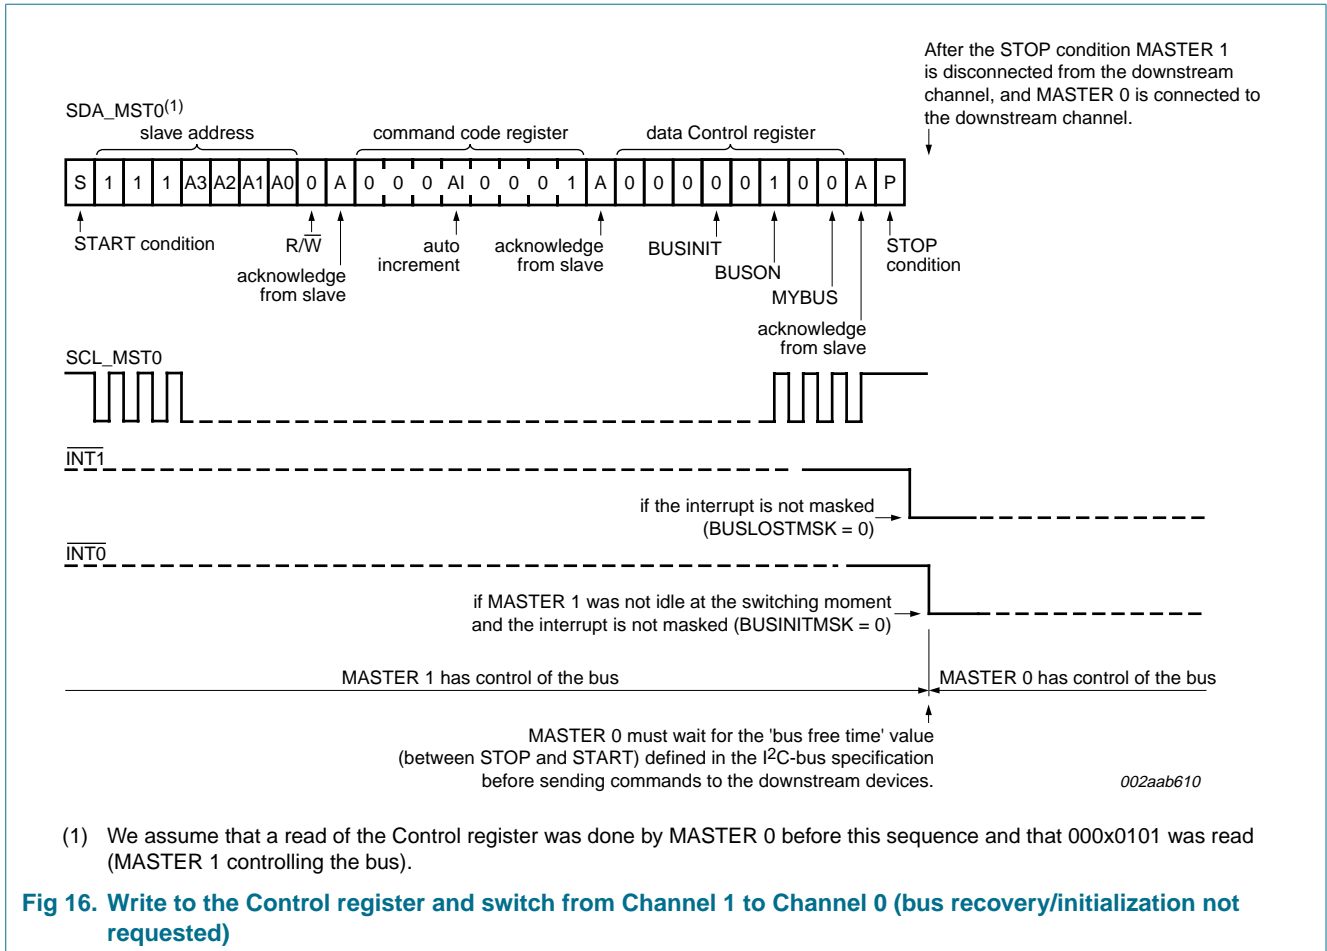 After the STOP condition MASTER 1
is disconnected from the downstream
channel, and MASTER 0 is connected to
the downstream channel.
SDA_MST0(1)
slave address
command code register
data Control register
S 1 1 1 A3 A2 A1 A0 0 A 0 0 0 AI 0 0 0 1 A 0 0 0 0 0 1 0 0 A P
START condition
R/W
acknowledge
from slave
auto
increment
acknowledge
from slave
BUSINIT
BUSON
MYBUS
acknowledge
from slave
STOP
condition
SCL_MST0
INT1
if the interrupt is not masked
(BUSLOSTMSK = 0)
INT0
if MASTER 1 was not idle at the switching moment
and the interrupt is not masked (BUSINITMSK = 0)
MASTER 1 has control of the bus
MASTER 0 has control of the bus
MASTER 0 must wait for the 'bus free time' value
(between STOP and START) defined in the I2C-bus specification
before sending commands to the downstream devices.
002aab610
(1) We assume that a read of the Control register was done by MASTER 0 before this sequence and that 000x0101 was read
(MASTER 1 controlling the bus).
Fig 16. Write to the Control register and switch from Channel 1 to Channel 0 (bus recovery/initialization not
requested)